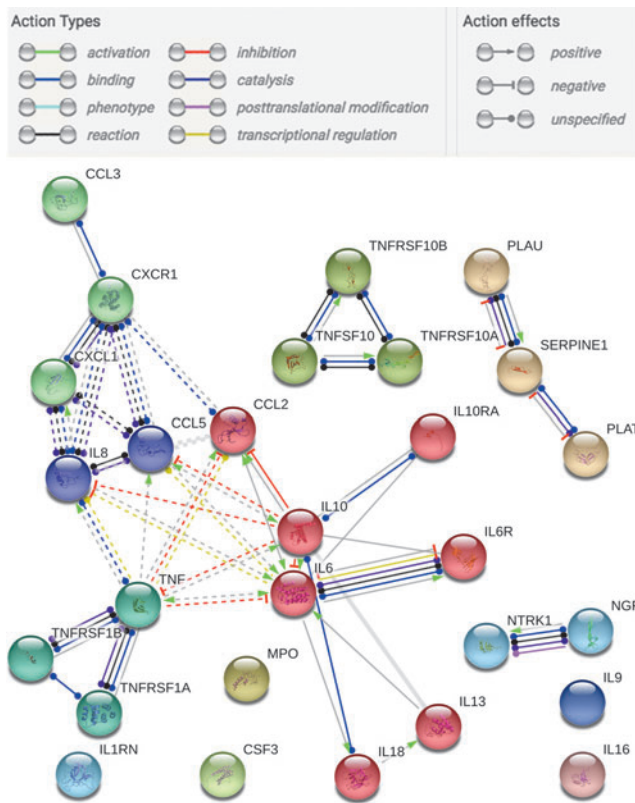 Action Types
Action effects
activation
inhibition
positive
binding
catalysis
negative
phenotype
posttranslational modification
unspecified
reaction
transcriptional regulation
CCL3
TNFRSF10B
PLAU
CXCR1
TNFSF10
TNFRSF10A
SERPINE1
CXCL1
CCL2
IL10RA
CCL5
PLAT
IL8
IL10
IL6R
IL6
TNF
NGF
NTRK1
TNFRSF1B
MPO
TNFRSF1A
IL13
IL9
IL1RN
CSF3
IL18
IL16